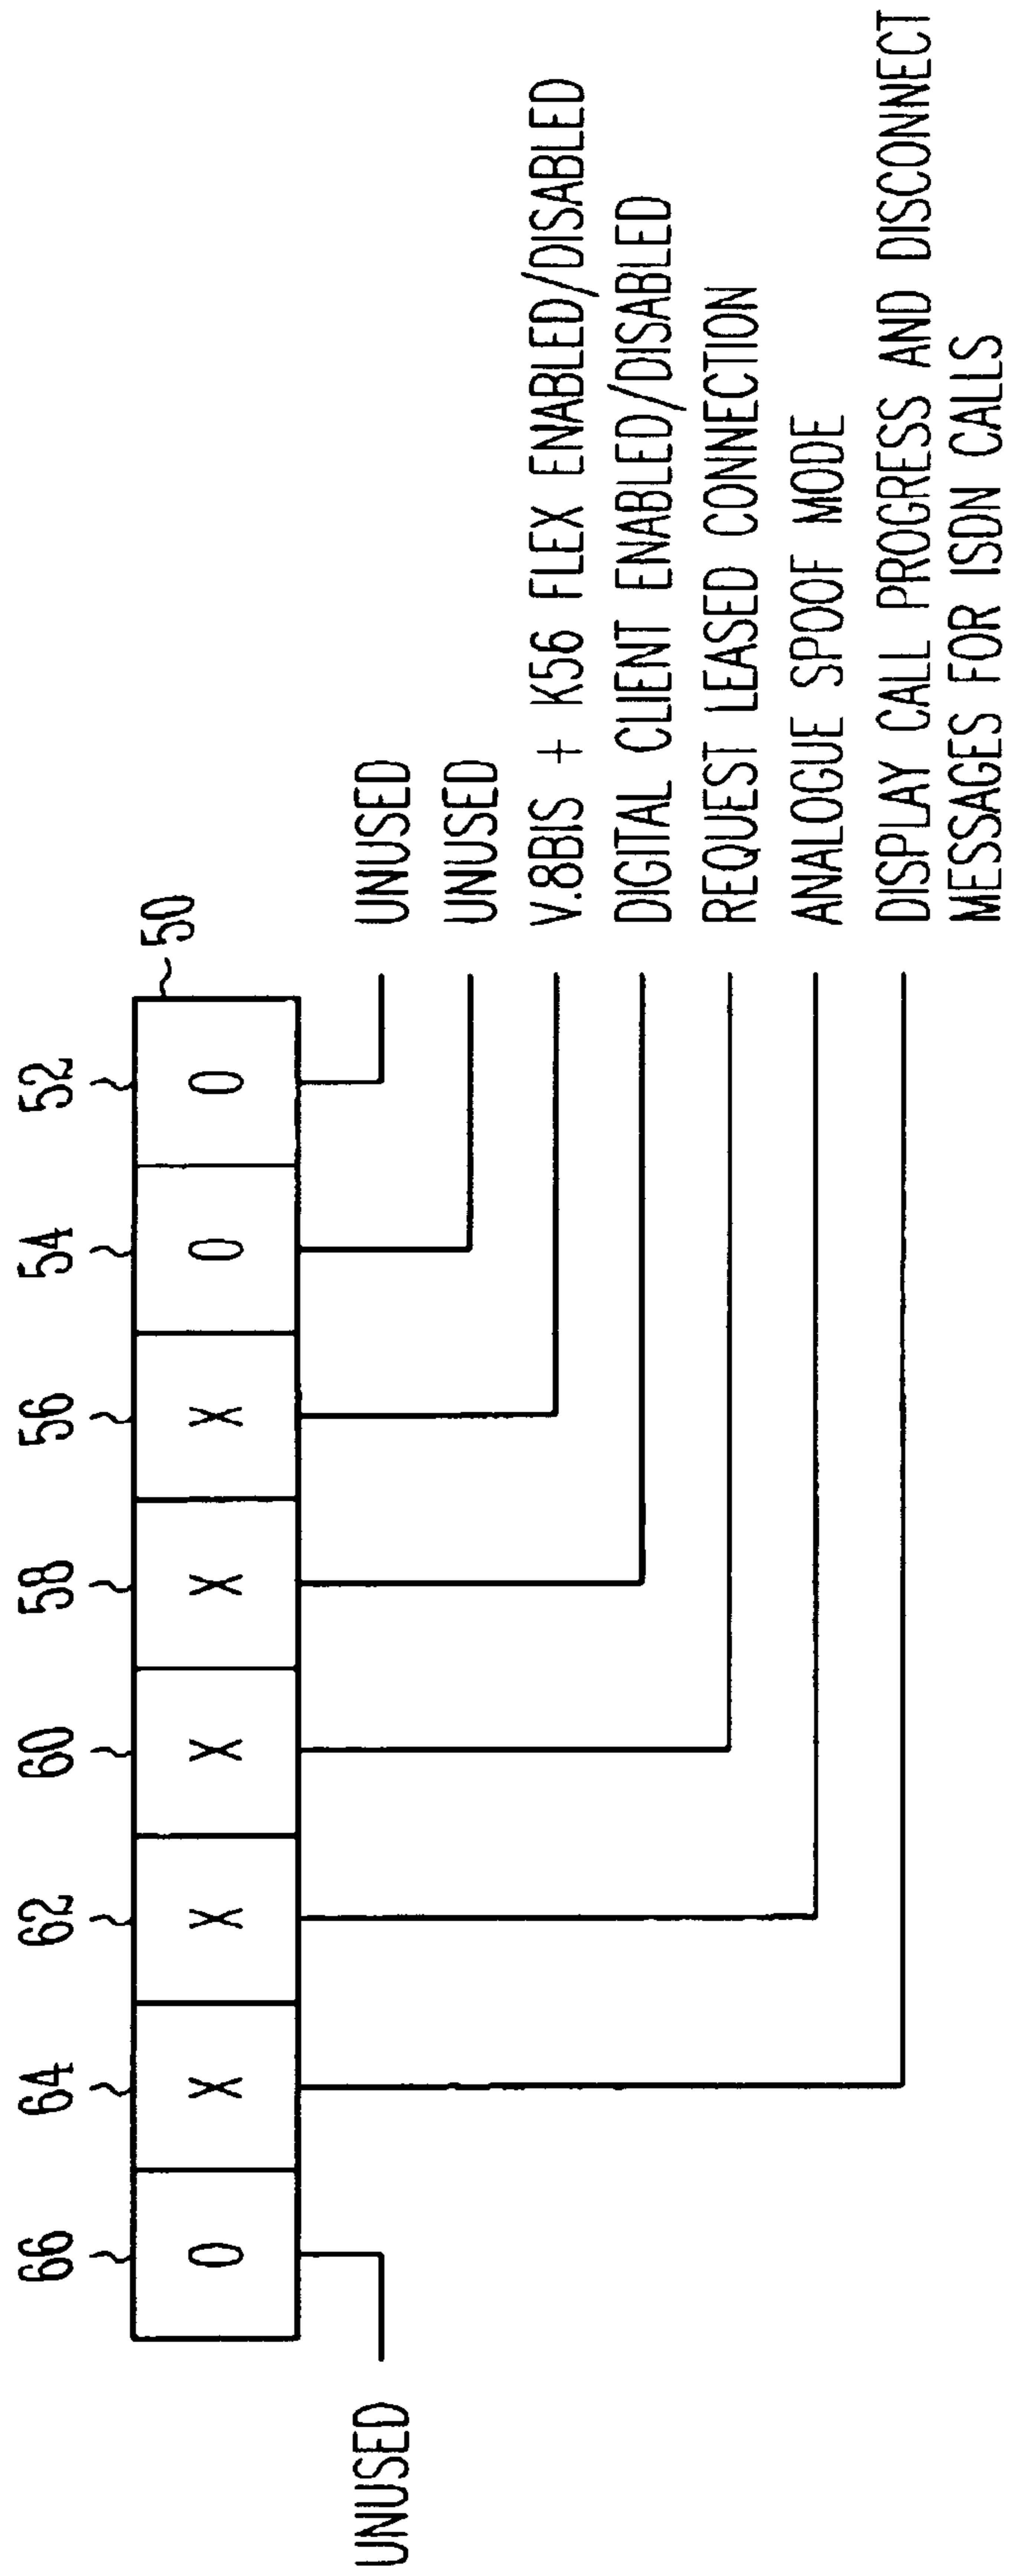 66 64 62 60 58 56 54 52
50
0 X X X X X 0 0
UNUSED
UNUSED
UNUSED
V.8BIS + K56 FLEX ENABLED/DISABLED
DIGITAL CLIENT ENABLED/DISABLED
REQUEST LEASED CONNECTION
ANALOGUE SPOOF MODE
DISPLAY CALL PROGRESS AND DISCONNECT
MESSAGES FOR ISDN CALLS